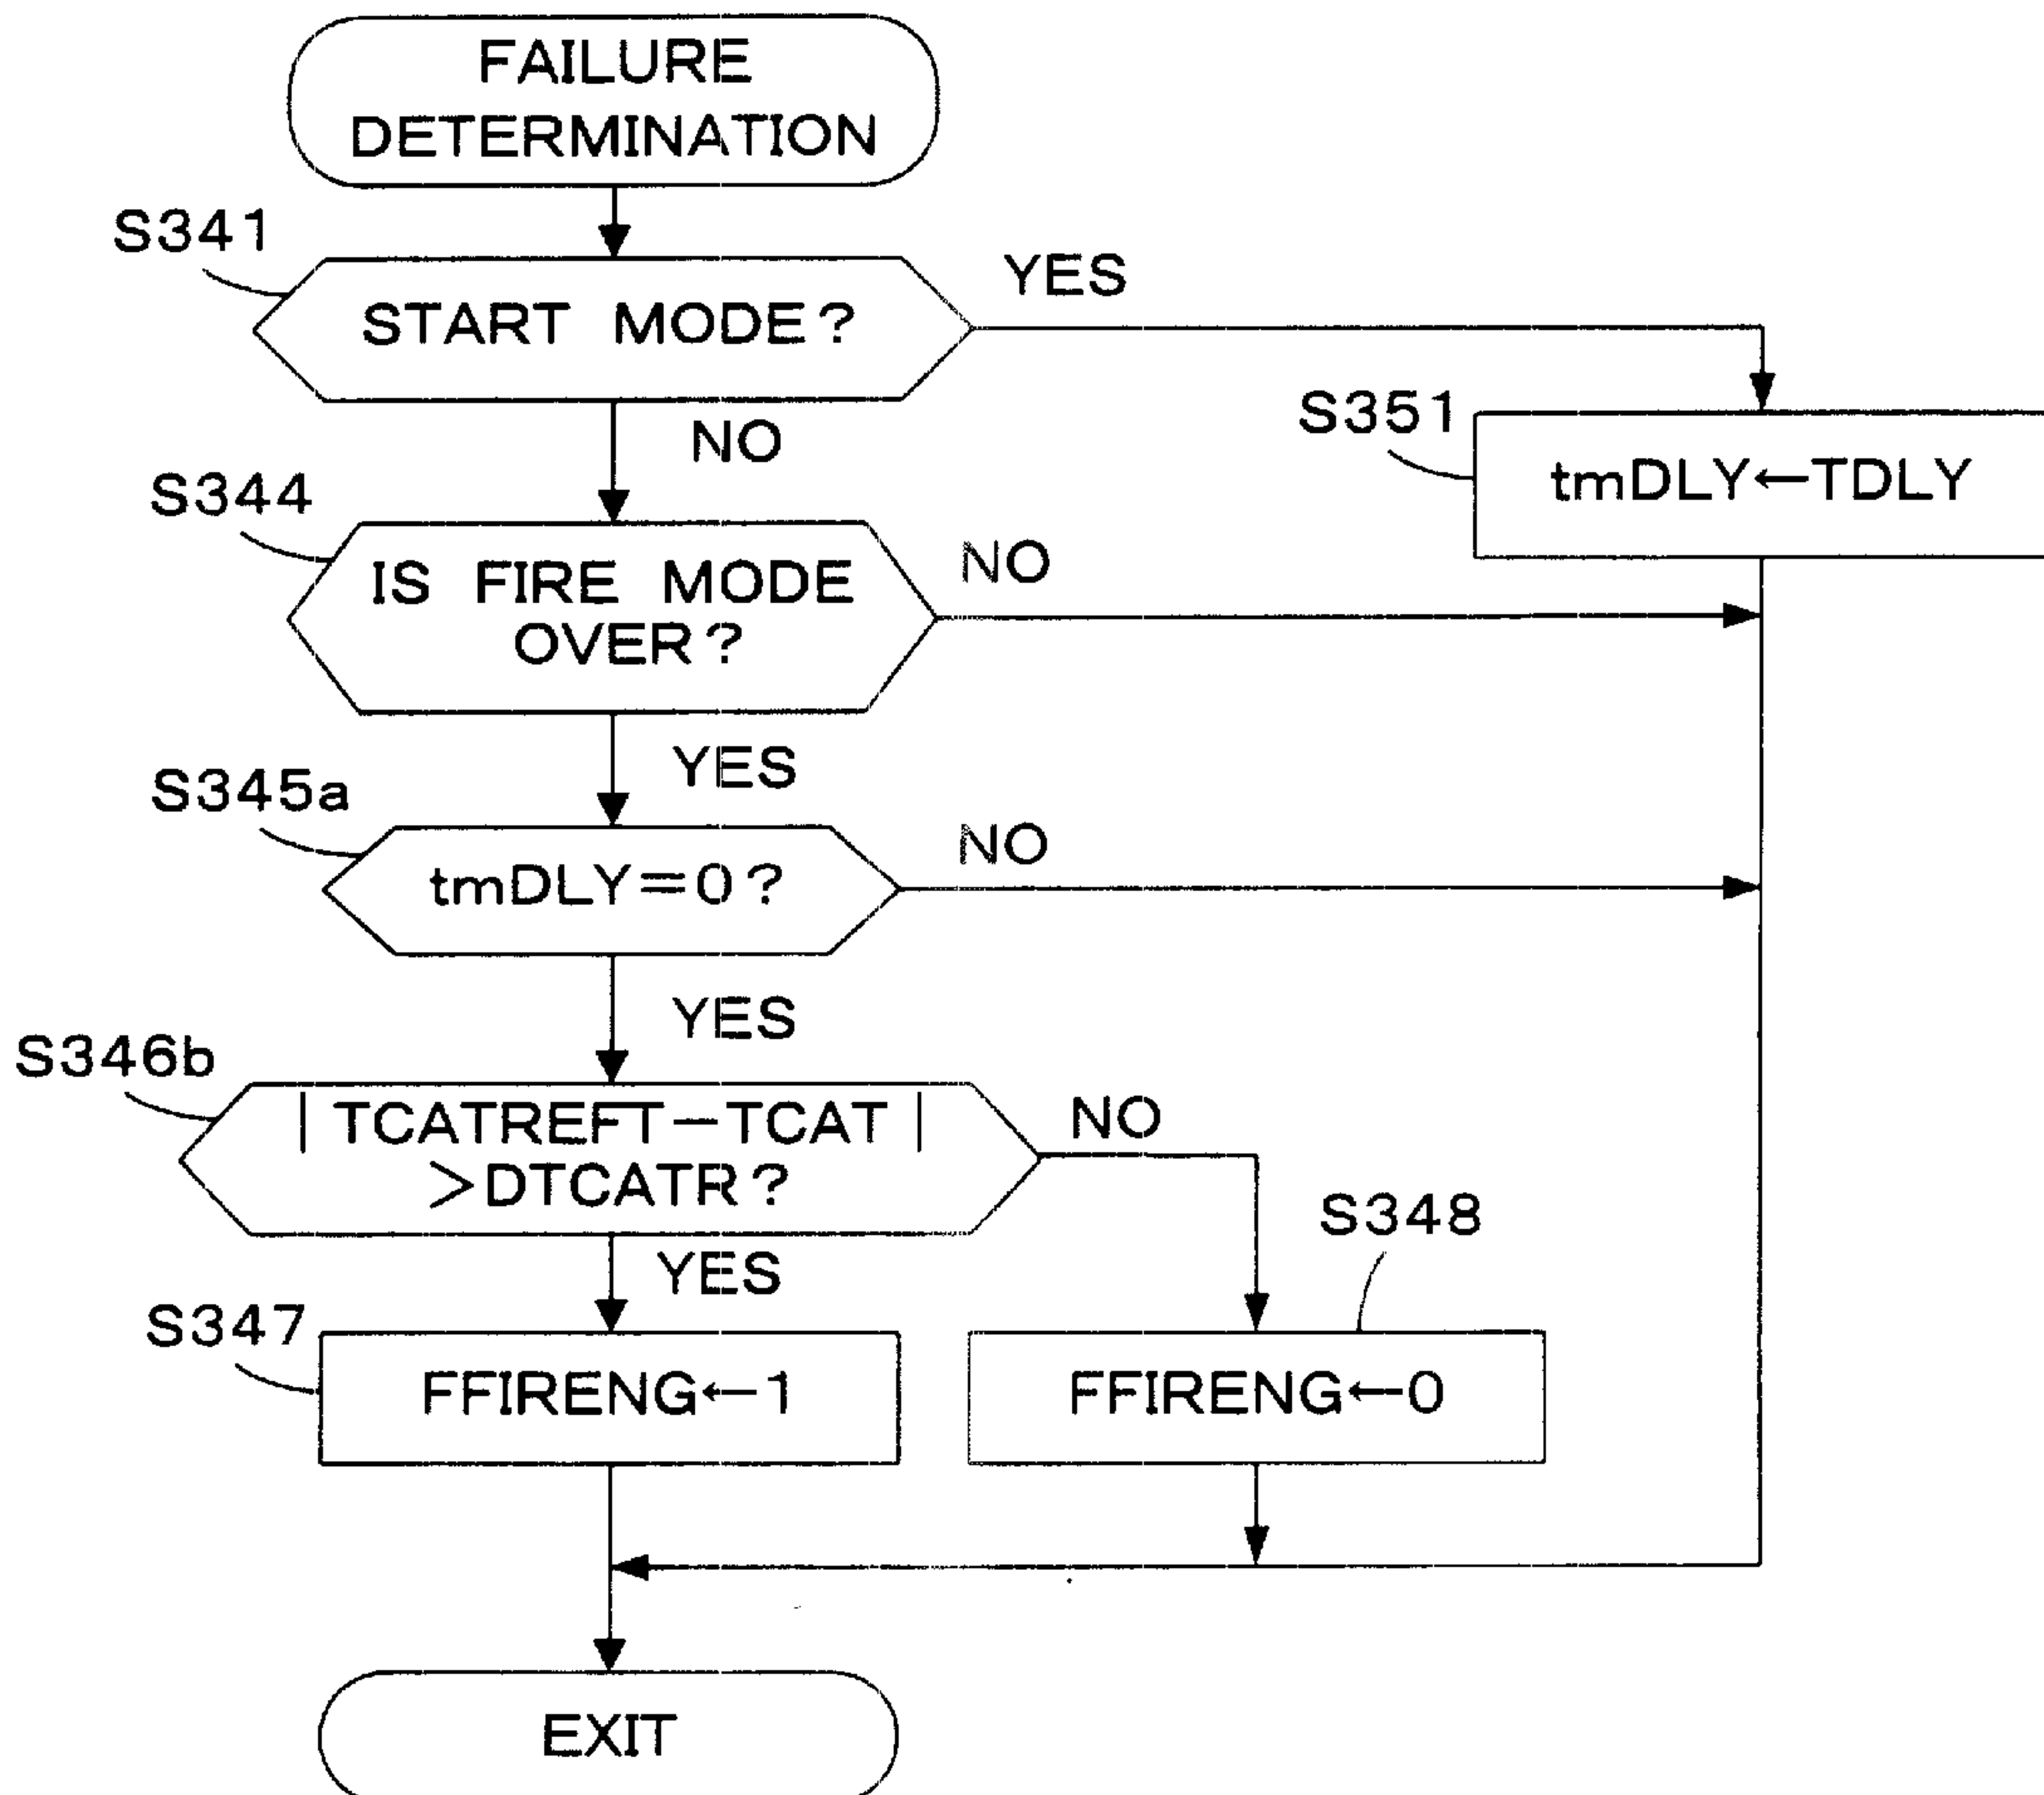 FAILURE
DETERMINATION
S341
START MODE?
YES
NO
S351
tmDLY←TDLY
S344
IS FIRE MODE
OVER?
NO
YES
S345a
tmDLY=0?
NO
YES
S346b
|TCATREFT-TCAT|
>DTCATR?
NO
YES
S348
S347
FFIRENG←1
FFIRENG←0
EXIT